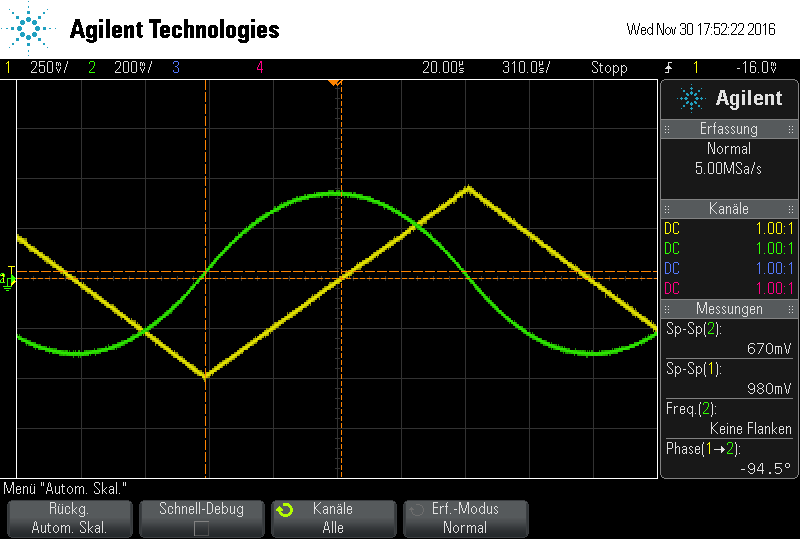 Agilent Technologies
Wed Nov 30 17:52:22 2016
1 250mV/ 2 200mV/ 3 4 20.00µs 310.0µs/ Stopp 1 -16.0mV
Agilent
Erfassung
Normal
5.00MSa/s
Kanäle
DC 1.00:1
DC 1.00:1
DC 1.00:1
DC 1.00:1
Messungen
Sp-Sp(2):
670mV
Sp-Sp(1):
980mV
Freq.(2):
Keine Flanken
Phase(1→2):
-94.5°
T
Menü "Autom. Skal."
Rückg.
Autom. Skal.
Schnell-Debug
Kanäle
Alle
Erf.-Modus
Normal